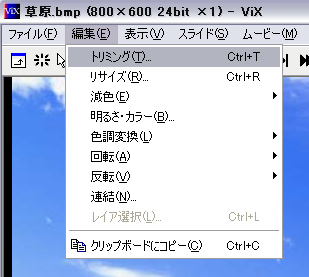 草原.bmp (800×600 24bit ×1) - ViX
ファイル(F) 編集(E) 表示(V) スライド(S) ムービー(M)
トリミング(T)... Ctrl+T
リサイズ(R)... Ctrl+R
減色(E)
明るさ・カラー(B)...
色調変換(L)
回転(A)
反転(V)
連結(N)...
レイア選択(L)... Ctrl+L
クリップボードにコピー(C) Ctrl+C